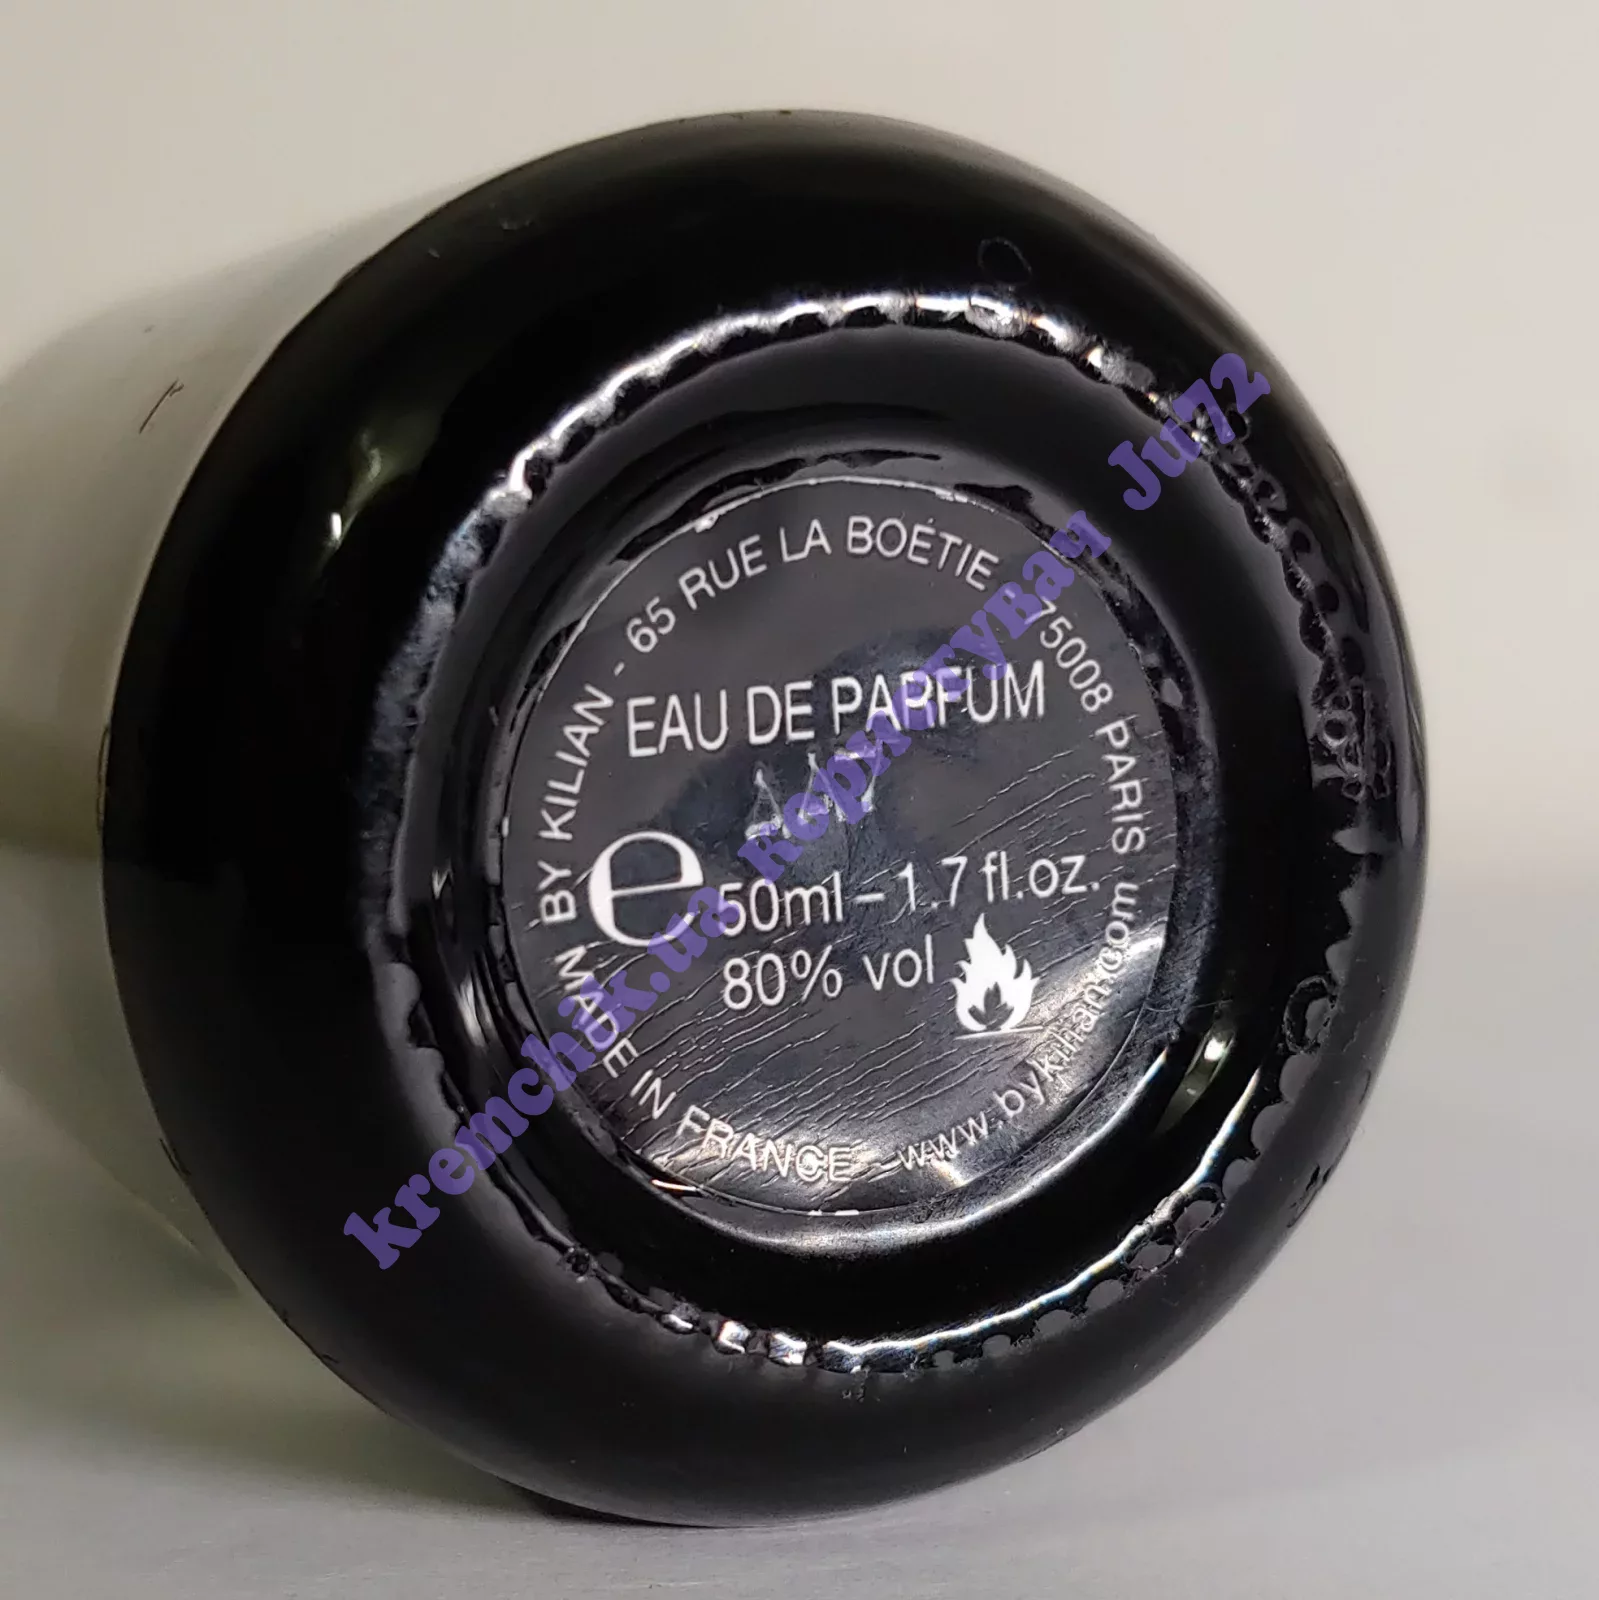 BY KILIAN - 65 RUE LA BOÉTIE - 75008 PARIS
EAU DE PARFUM
e 50ml – 1.7 fl.oz.
80% vol
MADE IN FRANCE - www.bykilian.com
kremchik.ua ГорпнегуВау Ju72